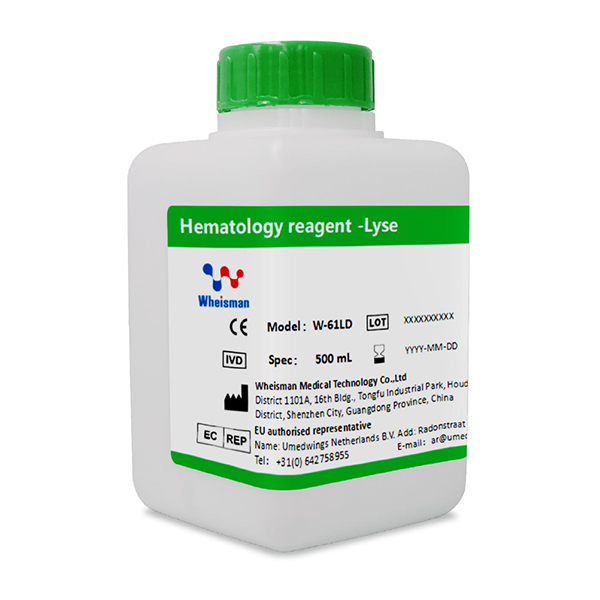 Hematology reagent -Lyse
Wheisman
CE Model: W-61LD LOT XXXXXXXXXX
IVD Spec: 500 mL YYYY-MM-DD
Wheisman Medical Technology Co.,Ltd
District 1101A, 16th Bldg., Tongfu Industrial Park, Houd
District, Shenzhen City, Guangdong Province, China
EC REP
EU authorised representative
Name: Umedwings Netherlands B.V. Add: Radonstraat
E-mail: ar@umed
Tel: +31(0) 642758955